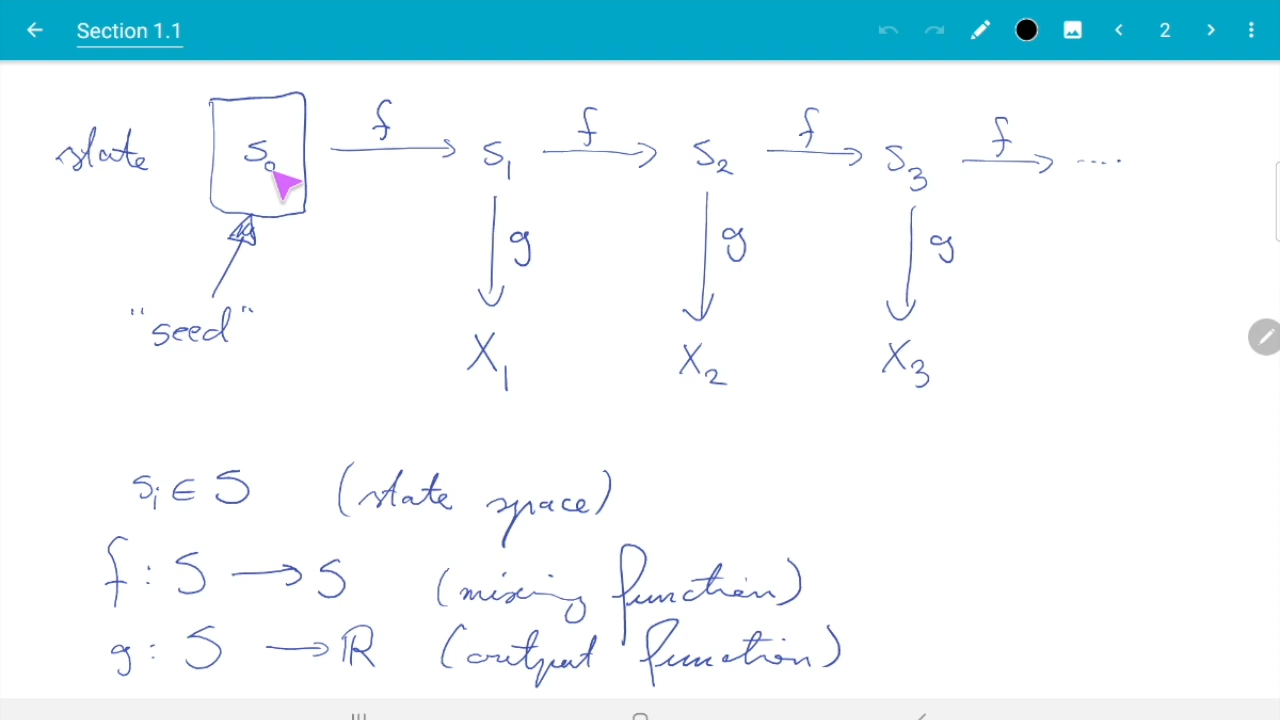 Section 1.1
2
state S₀ f S₁ f S₂ f S₃ f ....
g g g
"seed"
X₁ X₂ X₃
Sᵢ ∈ S (state space)
f : S → S (mixing function)
g : S → ℝ (output function)